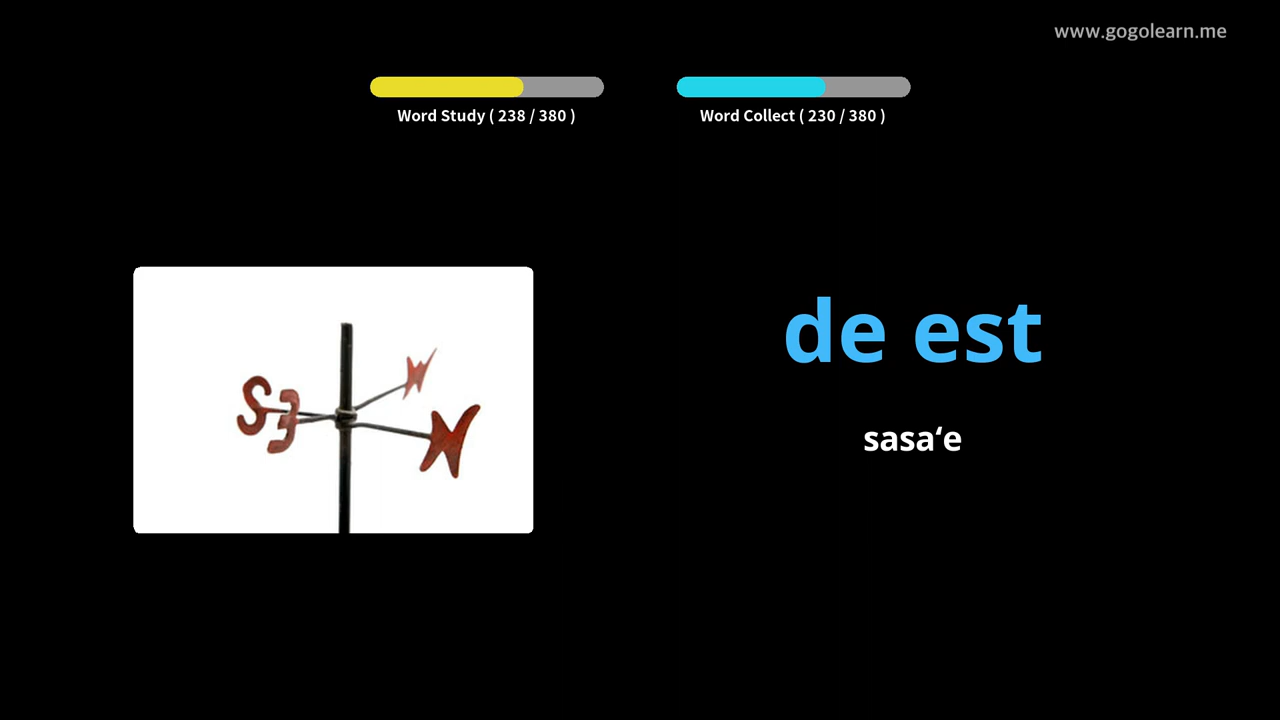 www.gogolearn.me
Word Study ( 238 / 380 )
Word Collect ( 230 / 380 )
S E N
de est
sasa‘e